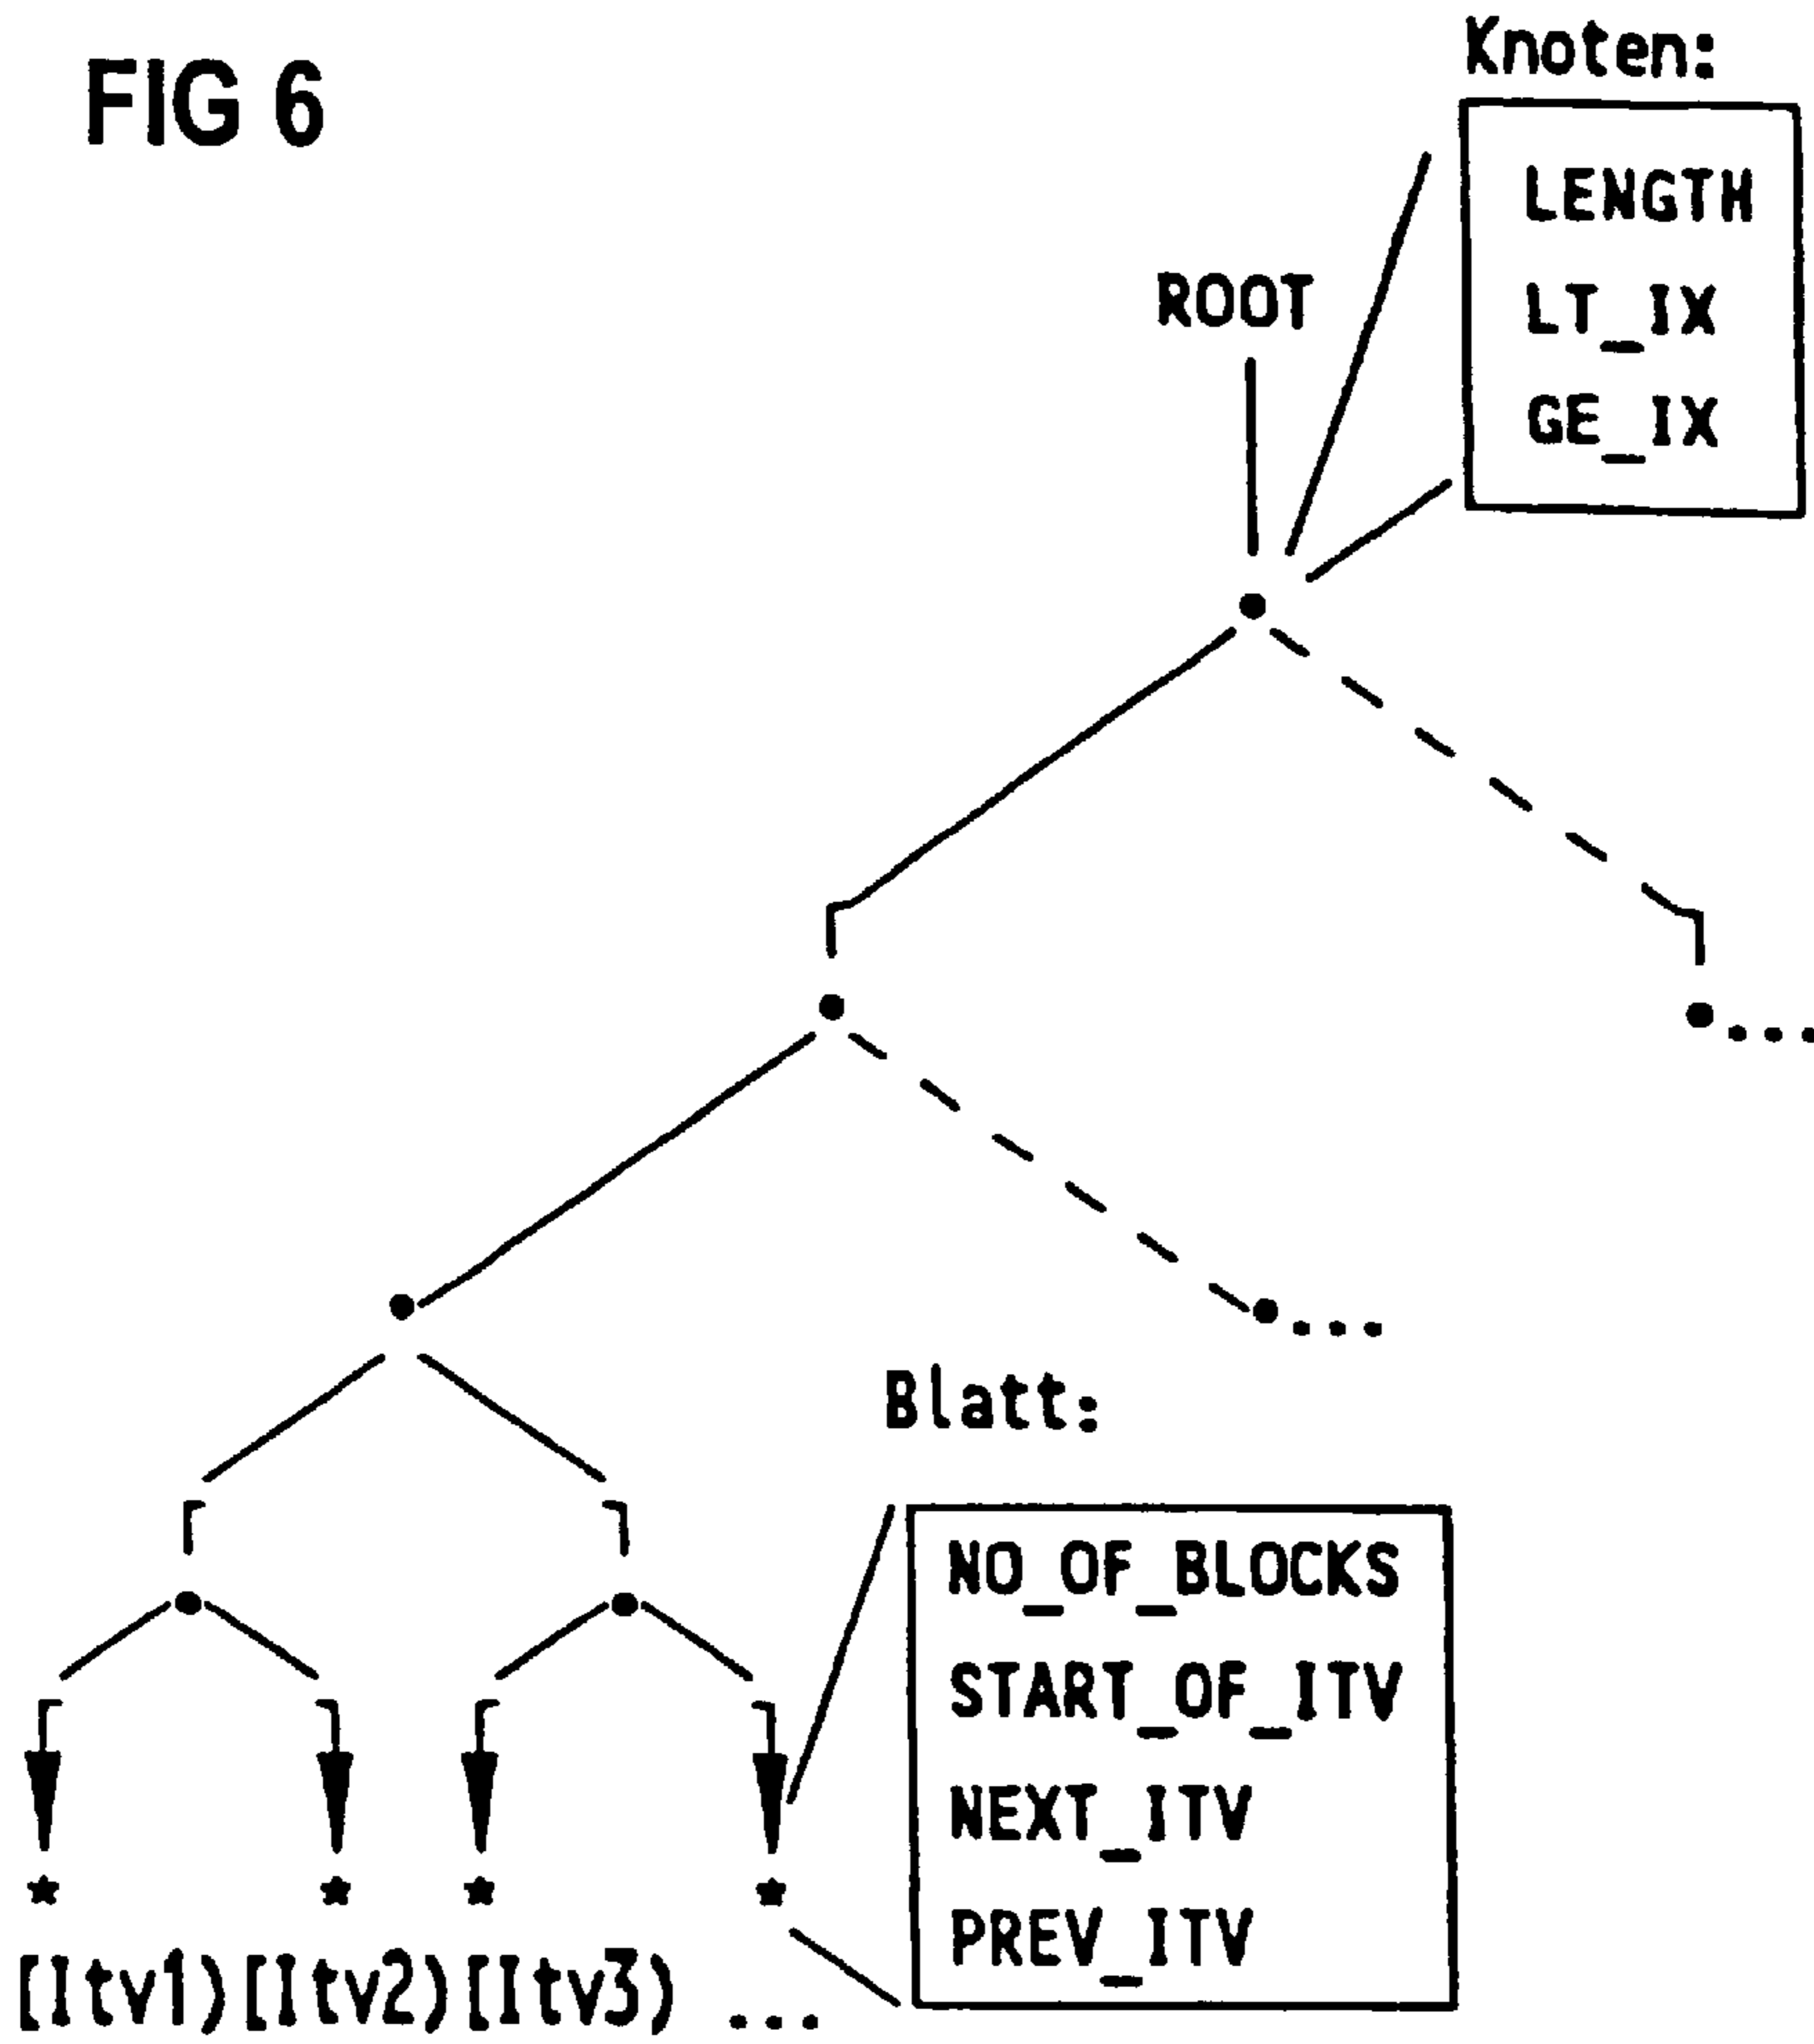 FIG 6
Knoten:
LENGTH
LT_IX
GE_IX
ROOT
....
...
Blatt:
NO_OF_BLOCKS
START_OF_ITV
NEXT_ITV
PREV_ITV
* * * *
[Itv1)[Itv2)[Itv3) ...